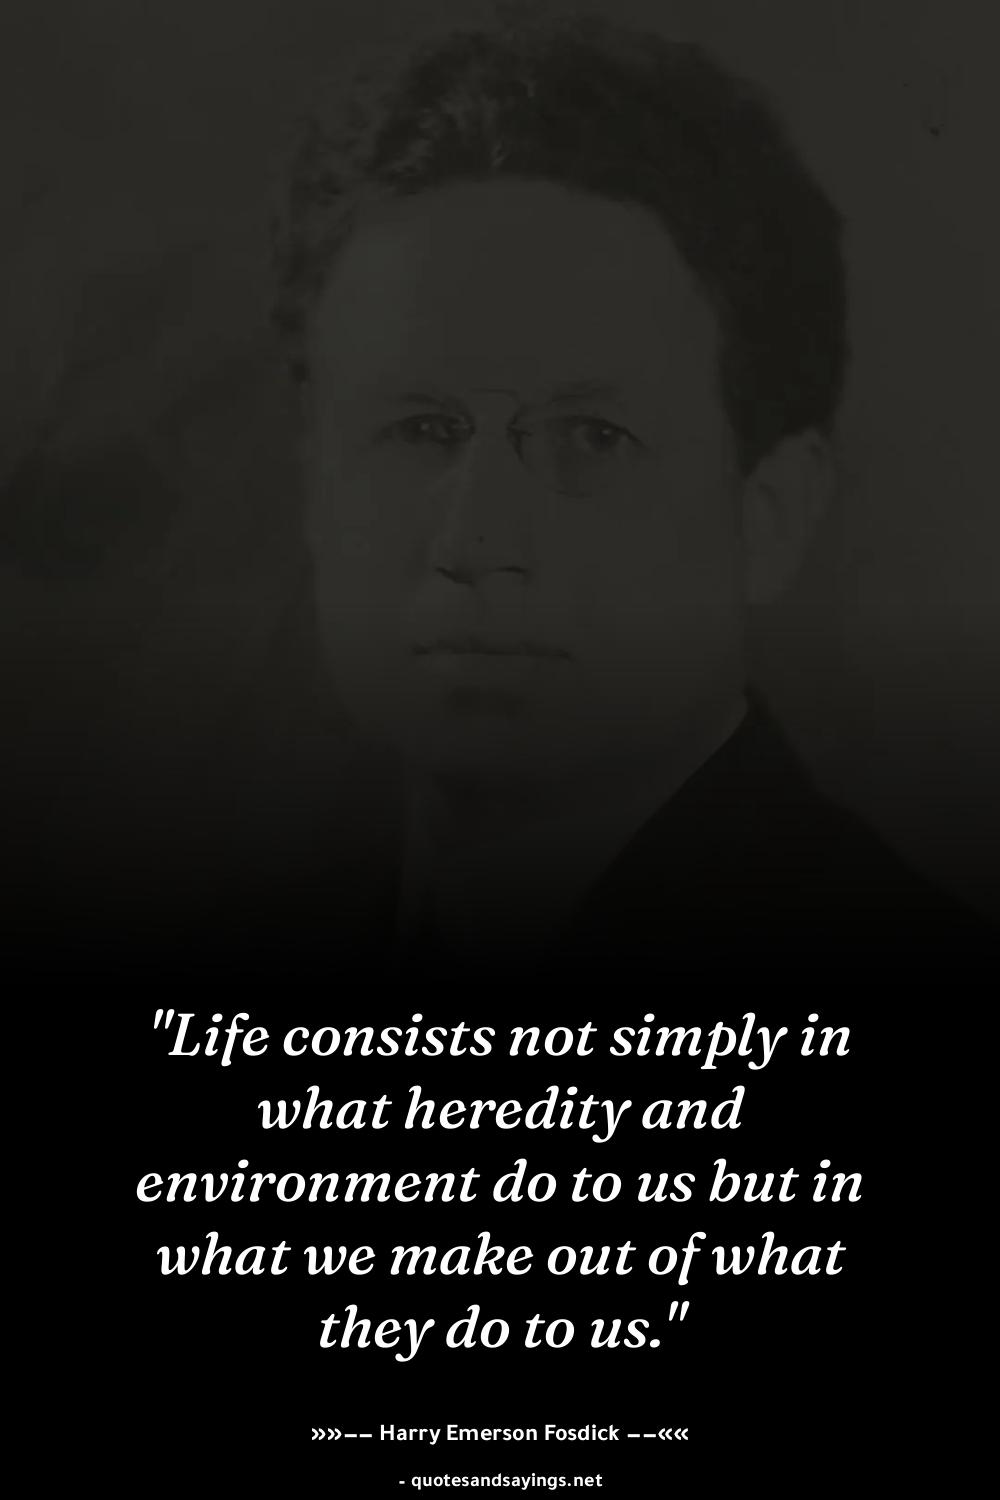 "Life consists not simply in
what heredity and
environment do to us but in
what we make out of what
they do to us."
»»−− Harry Emerson Fosdick −−««
- quotesandsayings.net